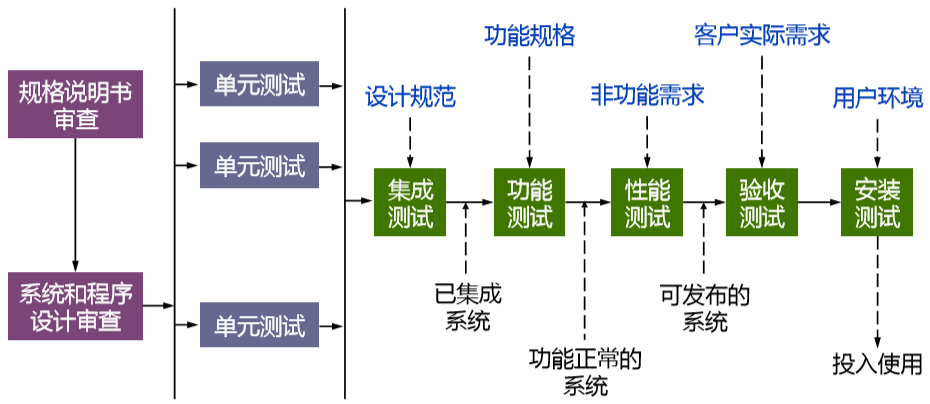 功能规格
客户实际需求
规格说明书
审查
单元测试
设计规范
非功能需求
用户环境
单元测试
集成
测试
功能
测试
性能
测试
验收
测试
安装
测试
系统和程序
设计审查
单元测试
已集成
系统
可发布的
系统
功能正常的
系统
投入使用